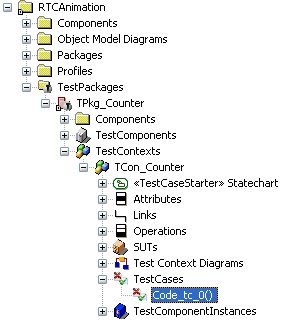 RTCAnimation
Components
Object Model Diagrams
Packages
Profiles
TestPackages
TPkg_Counter
Components
TestComponents
TestContexts
TCon_Counter
«TestCaseStarter» Statechart
Attributes
Links
Operations
SUTs
Test Context Diagrams
TestCases
Code_tc_0()
TestComponentInstances